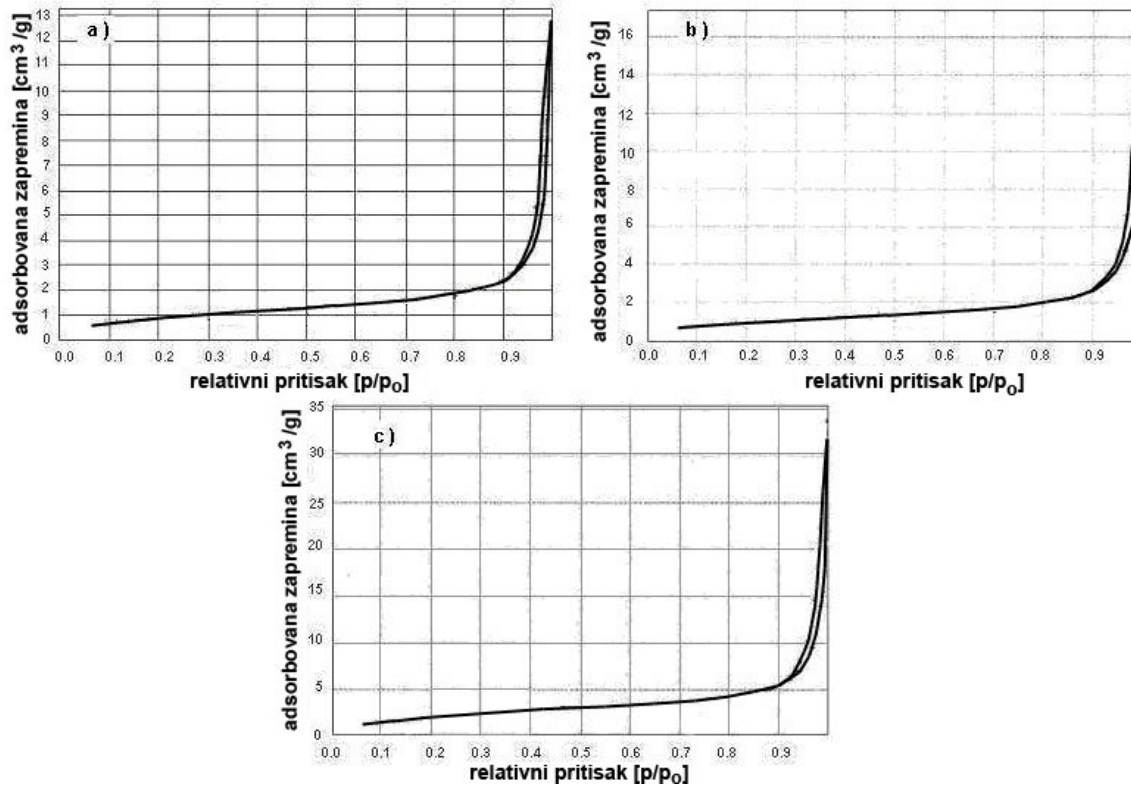 a )
adsorbovana zapremina [cm³/g]
13
12
11
10
9
8
7
6
5
4
3
2
1
0
0.0 0.1 0.2 0.3 0.4 0.5 0.6 0.7 0.8 0.9
relativni pritisak [p/pₒ]
b )
adsorbovana zapremina [cm³/g]
16
14
12
10
8
6
4
2
0
0.0 0.1 0.2 0.3 0.4 0.5 0.6 0.7 0.8 0.9
relativni pritisak [p/pₒ]
c )
adsorbovana zapremina [cm³/g]
35
30
25
20
15
10
5
0
0.0 0.1 0.2 0.3 0.4 0.5 0.6 0.7 0.8 0.9
relativni pritisak [p/pₒ]